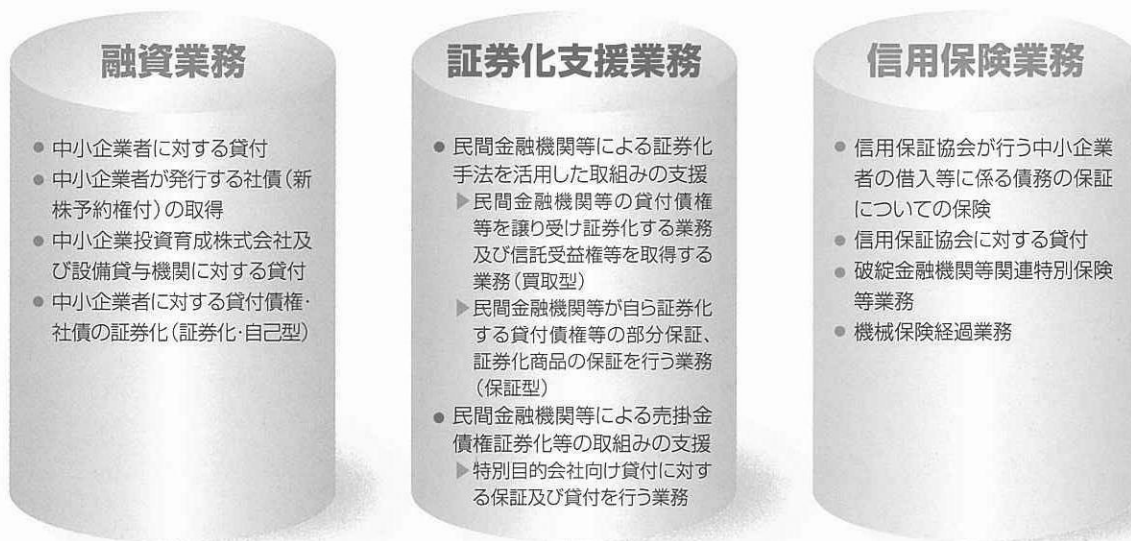 融資業務
● 中小企業者に対する貸付
● 中小企業者が発行する社債(新
株予約権付)の取得
● 中小企業投資育成株式会社及
び設備貸与機関に対する貸付
● 中小企業者に対する貸付債権・
社債の証券化(証券化・自己型)
証券化支援業務
● 民間金融機関等による証券化
手法を活用した取組みの支援
▶民間金融機関等の貸付債権
等を譲り受け証券化する業務
及び信託受益権等を取得する
業務(買取型)
▶民間金融機関等が自ら証券化
する貸付債権等の部分保証、
証券化商品の保証を行う業務
(保証型)
● 民間金融機関等による売掛金
債権証券化等の取組みの支援
▶特別目的会社向け貸付に対す
る保証及び貸付を行う業務
信用保険業務
● 信用保証協会が行う中小企業
者の借入等に係る債務の保証
についての保険
● 信用保証協会に対する貸付
● 破綻金融機関等関連特別保険
等業務
● 機械保険経過業務